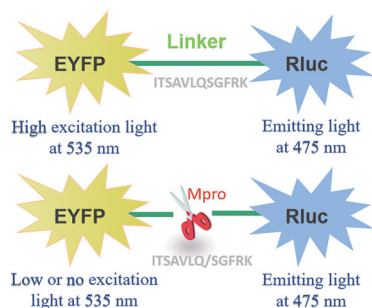 Linker
EYFP
Rluc
ITSAVLQSGFRK
High excitation light
at 535 nm
Emitting light
at 475 nm
Mpro
EYFP
Rluc
ITSAVLQ/SGFRK
Low or no excitation
light at 535 nm
Emitting light
at 475 nm